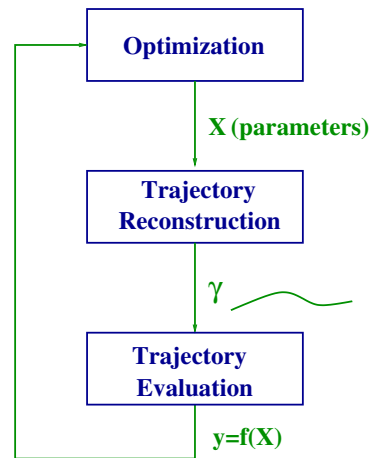 Optimization
X (parameters)
Trajectory
Reconstruction
γ
Trajectory
Evaluation
y=f(X)